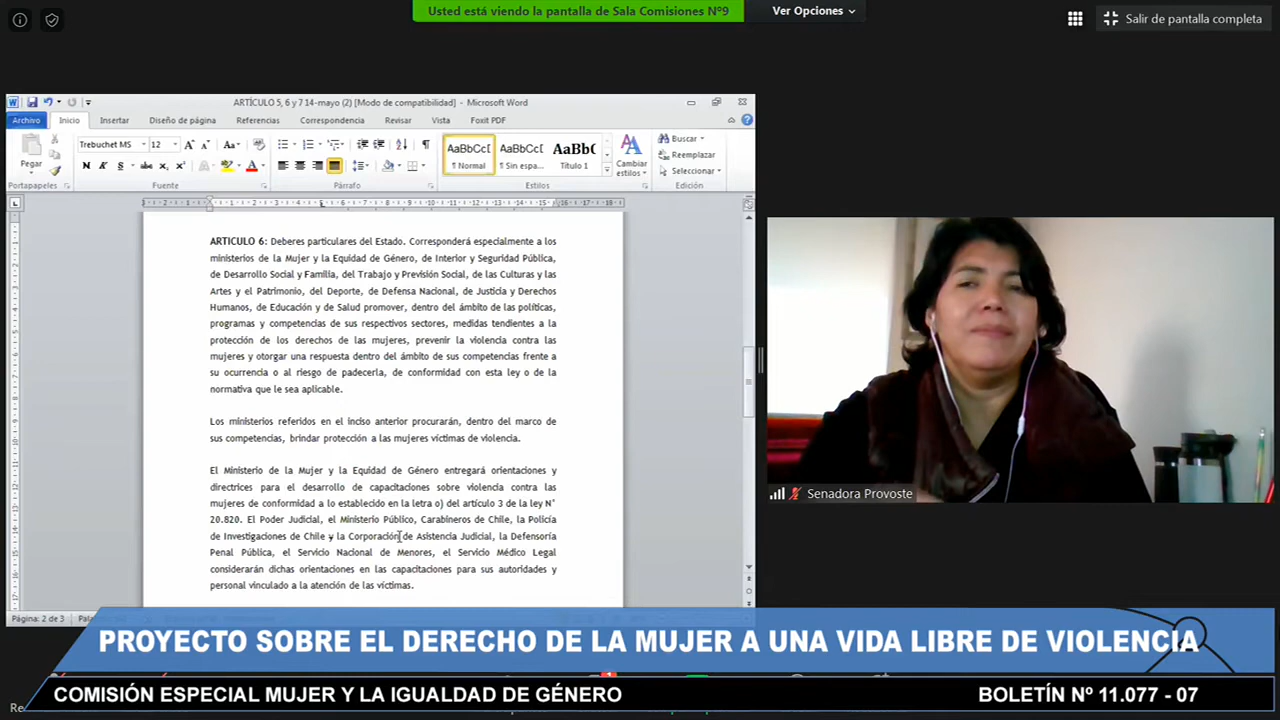 Usted está viendo la pantalla de Sala Comisiones Nº9
Ver Opciones
Salir de pantalla completa
ARTÍCULO 5, 6 y 7 14-mayo (2) [Modo de compatibilidad] - Microsoft Word
Archivo Inicio Insertar Diseño de página Referencias Correspondencia Revisar Vista Foxit PDF
Pegar
Trebuchet MS 12
AaBbCcD AaBbCcD AaBbC
¶ Normal ¶ Sin espa... Título 1
Cambiar estilos
Buscar
Reemplazar
Seleccionar
Portapapeles Fuente Párrafo Estilos Edición
ARTICULO 6: Deberes particulares del Estado. Corresponderá especialmente a los
ministerios de la Mujer y la Equidad de Género, de Interior y Seguridad Pública,
de Desarrollo Social y Familia, del Trabajo y Previsión Social, de las Culturas y las
Artes y el Patrimonio, del Deporte, de Defensa Nacional, de Justicia y Derechos
Humanos, de Educación y de Salud promover, dentro del ámbito de las políticas,
programas y competencias de sus respectivos sectores, medidas tendientes a la
protección de los derechos de las mujeres, prevenir la violencia contra las
mujeres y otorgar una respuesta dentro del ámbito de sus competencias frente a
su ocurrencia o al riesgo de padecerla, de conformidad con esta ley o de la
normativa que le sea aplicable.
Los ministerios referidos en el inciso anterior procurarán, dentro del marco de
sus competencias, brindar protección a las mujeres víctimas de violencia.
El Ministerio de la Mujer y la Equidad de Género entregará orientaciones y
directrices para el desarrollo de capacitaciones sobre violencia contra las
mujeres de conformidad a lo establecido en la letra o) del artículo 3 de la ley N°
20.820. El Poder Judicial, el Ministerio Público, Carabineros de Chile, la Policía
de Investigaciones de Chile y la Corporación de Asistencia Judicial, la Defensoría
Penal Pública, el Servicio Nacional de Menores, el Servicio Médico Legal
considerarán dichas orientaciones en las capacitaciones para sus autoridades y
personal vinculado a la atención de las víctimas.
Página: 2 de 3
Senadora Provoste
PROYECTO SOBRE EL DERECHO DE LA MUJER A UNA VIDA LIBRE DE VIOLENCIA
COMISIÓN ESPECIAL MUJER Y LA IGUALDAD DE GÉNERO
BOLETÍN Nº 11.077 - 07